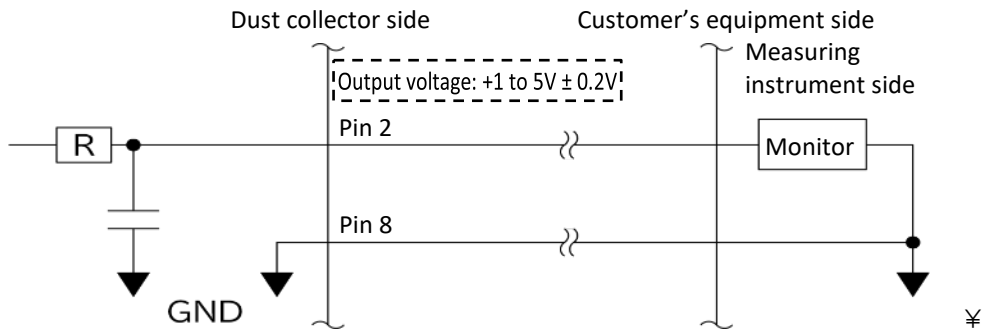 Dust collector side
Customer's equipment side
Measuring
instrument side
Output voltage: +1 to 5V ± 0.2V
Pin 2
R
Monitor
Pin 8
GND
¥